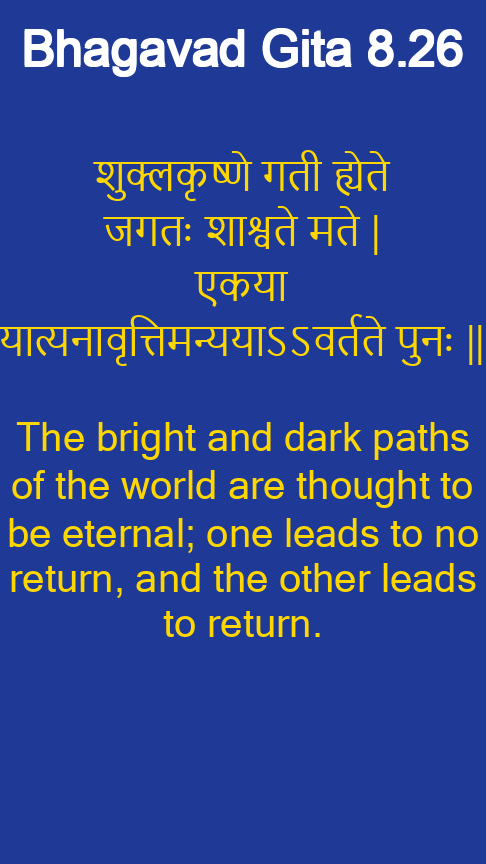 Bhagavad Gita 8.26
शुक्लकृष्णे गती ह्येते
जगतः शाश्वते मते |
एकया
यात्यनावृत्तिमन्ययाऽऽवर्तते पुनः ||
The bright and dark paths
of the world are thought to
be eternal; one leads to no
return, and the other leads
to return.